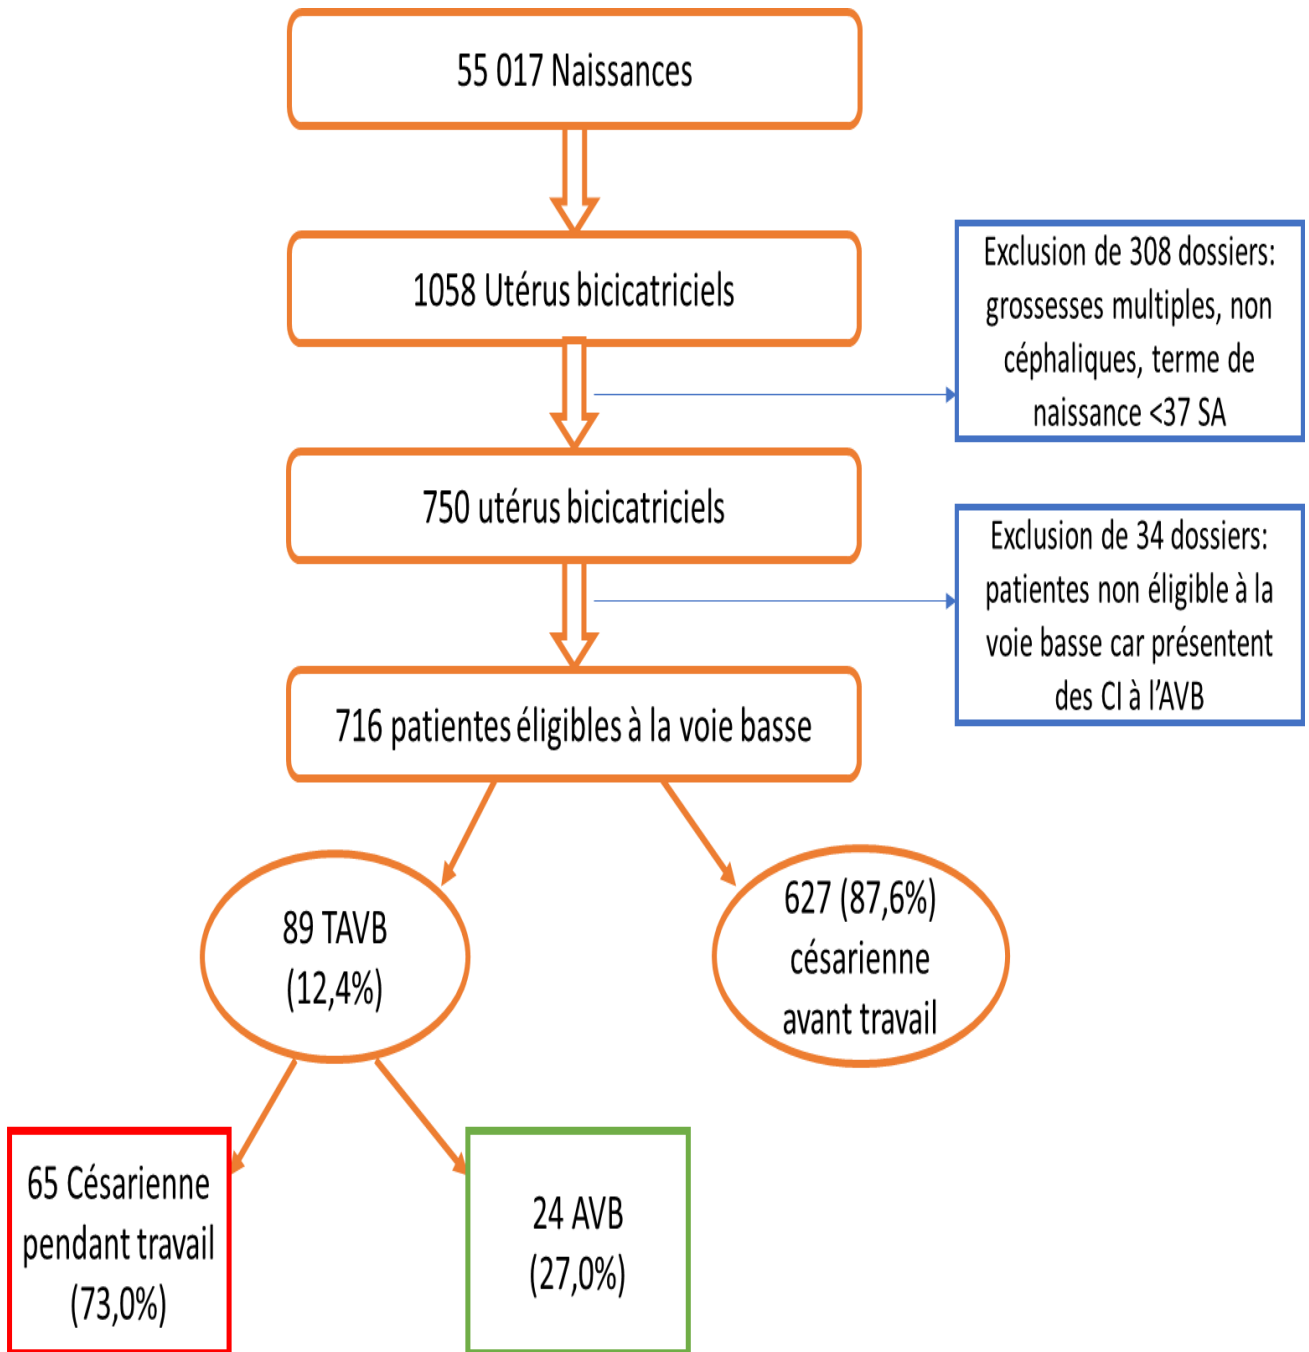 55 017 Naissances
1058 Utérus bicicatriciels
Exclusion de 308 dossiers:
grossesses multiples, non
céphaliques, terme de
naissance <37 SA
750 utérus bicicatriciels
Exclusion de 34 dossiers:
patientes non éligible à la
voie basse car présentent
des CI à l'AVB
716 patientes éligibles à la voie basse
89 TAVB
(12,4%)
627 (87,6%)
césarienne
avant travail
65 Césarienne
pendant travail
(73,0%)
24 AVB
(27,0%)